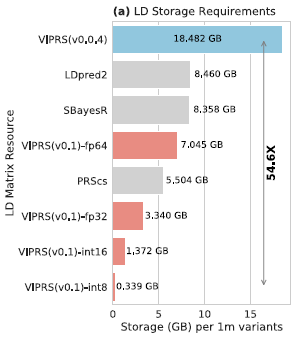 (a) LD Storage Requirements
LD Matrix Resource
VIPRS(v0.0.4)
18.482 GB
LDpred2
8,460 GB
SBayesR
8,358 GB
VIPRS(v0.1)-fp64
7.045 GB
PRScs
5,504 GB
VIPRS(v0.1)-fp32
3.340 GB
VIPRS(v0.1)-int16
1,372 GB
VIPRS(v0.1)-int8
0.339 GB
54.6X
0 5 10 15
Storage (GB) per 1m variants